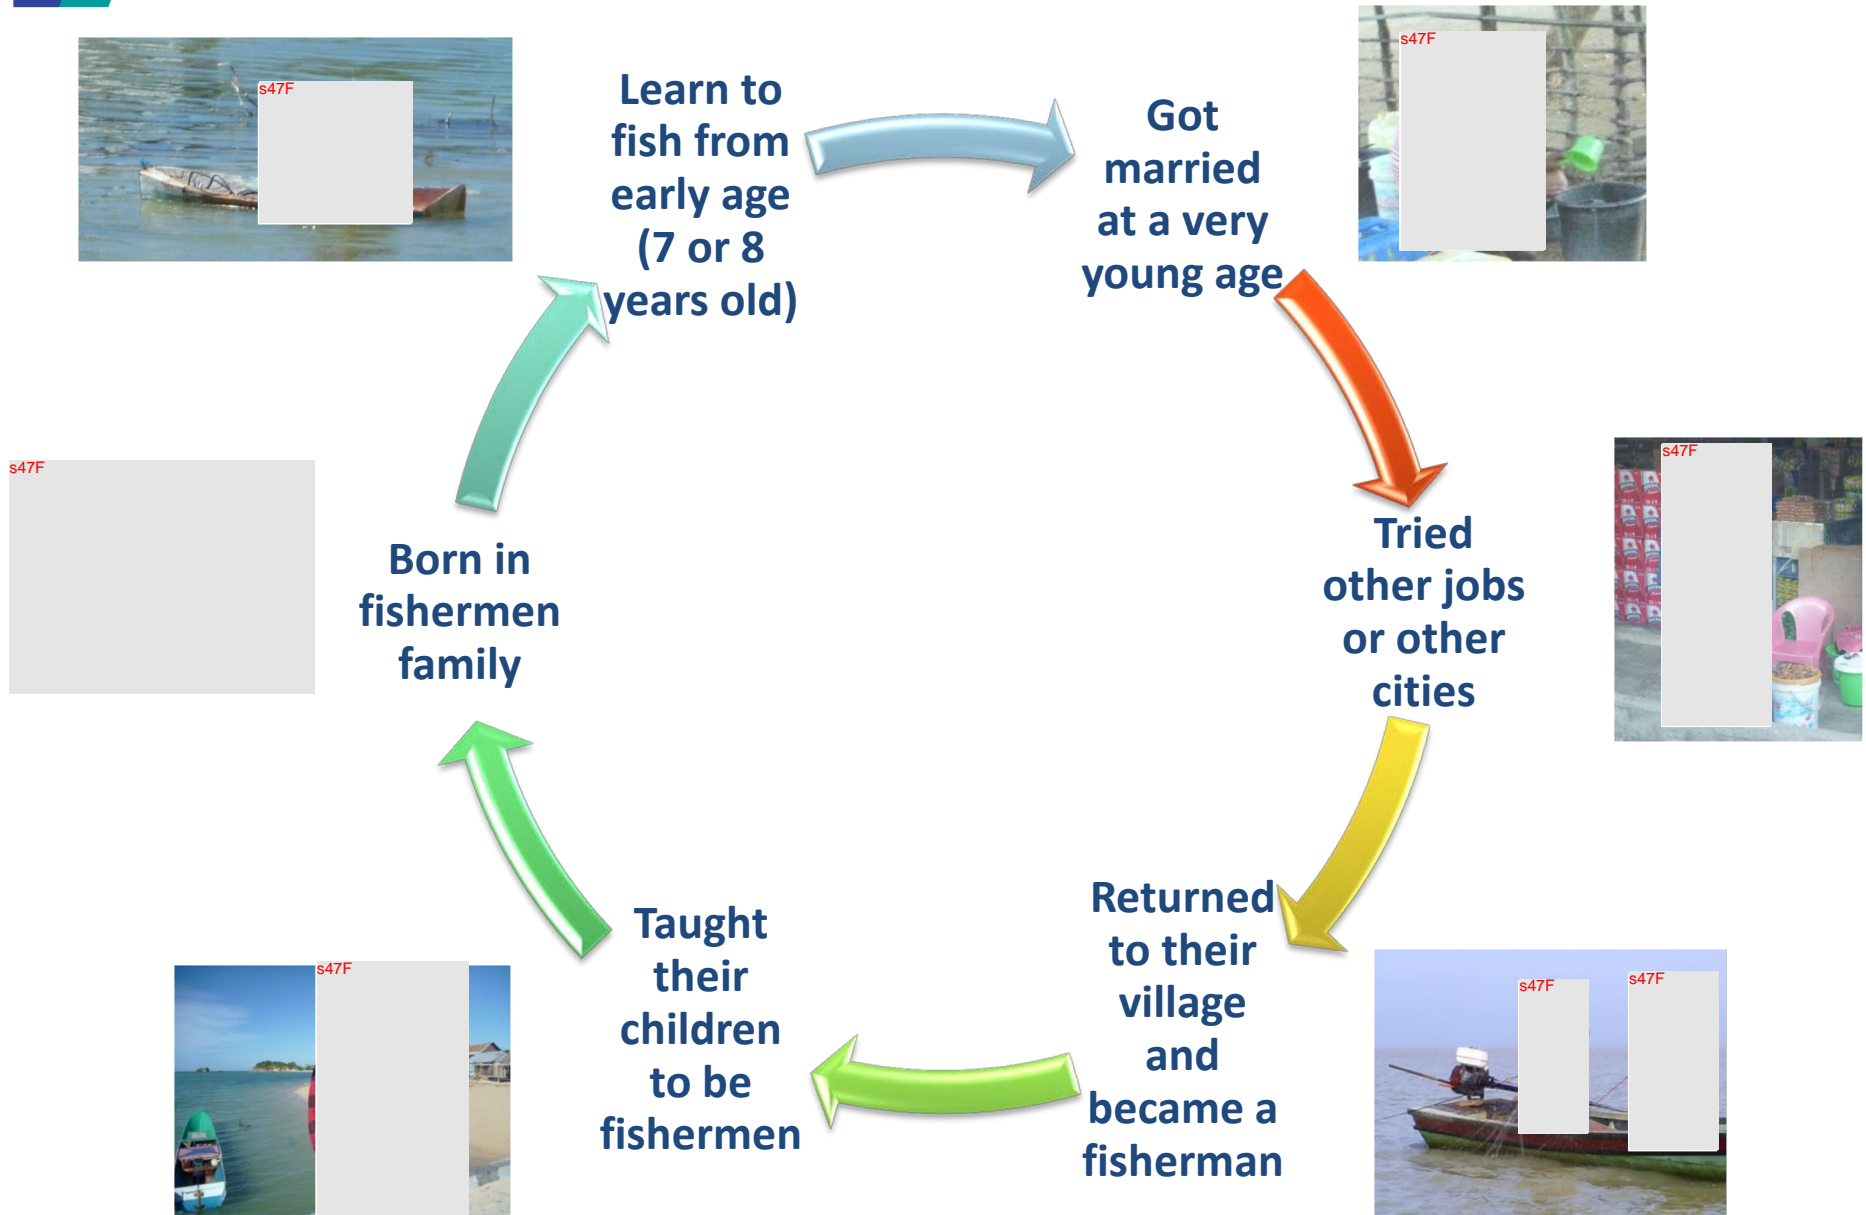 s47F
Learn to
fish from
early age
(7 or 8
years old)
Got
married
at a very
young age
s47F
s47F
Born in
fishermen
family
Tried
other jobs
or other
cities
s47F
s47F
Taught
their
children
to be
fishermen
Returned
to their
village
and
became a
fisherman
s47F
s47F